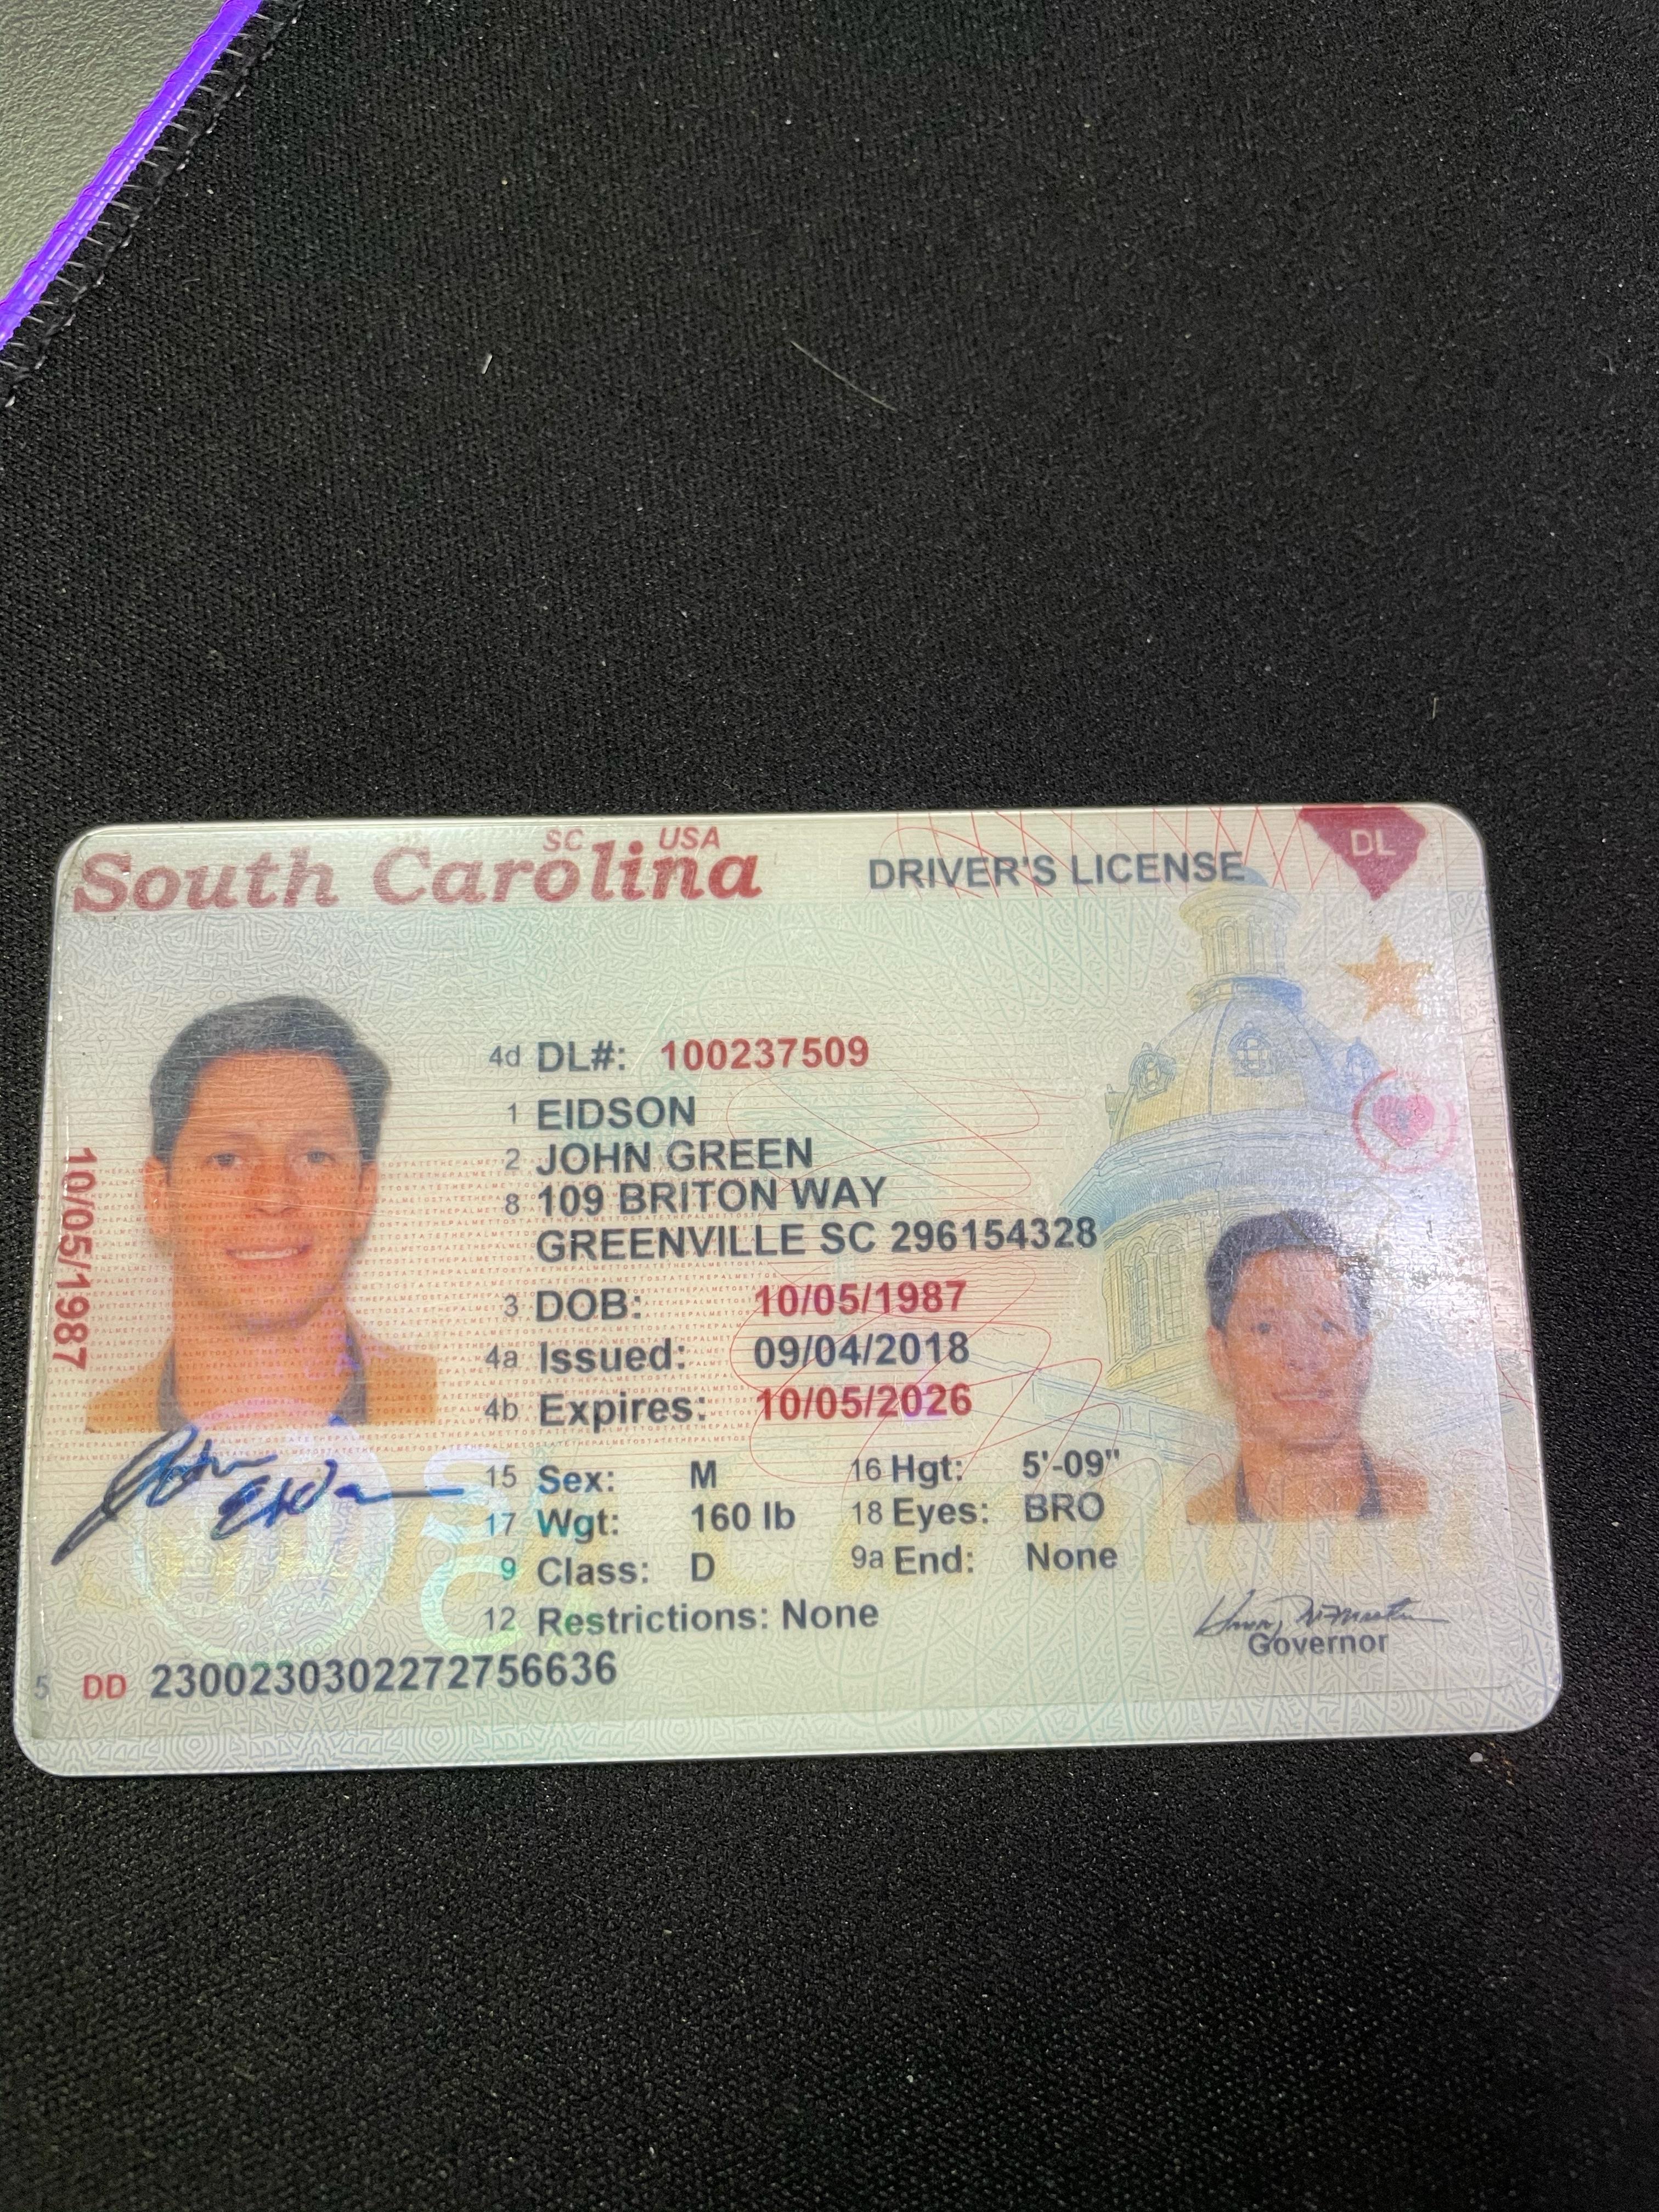 South Carolina
SC USA
DRIVER'S LICENSE
DL
4d DL#: 100237509
1 EIDSON
2 JOHN GREEN
8 109 BRITON WAY
GREENVILLE SC 296154328
3 DOB: 10/05/1987
4a Issued: 09/04/2018
4b Expires: 10/05/2026
15 Sex: M 16 Hgt: 5'-09"
17 Wgt: 160 lb 18 Eyes: BRO
9 Class: D 9a End: None
12 Restrictions: None
10/05/1987
5 DD
Governor